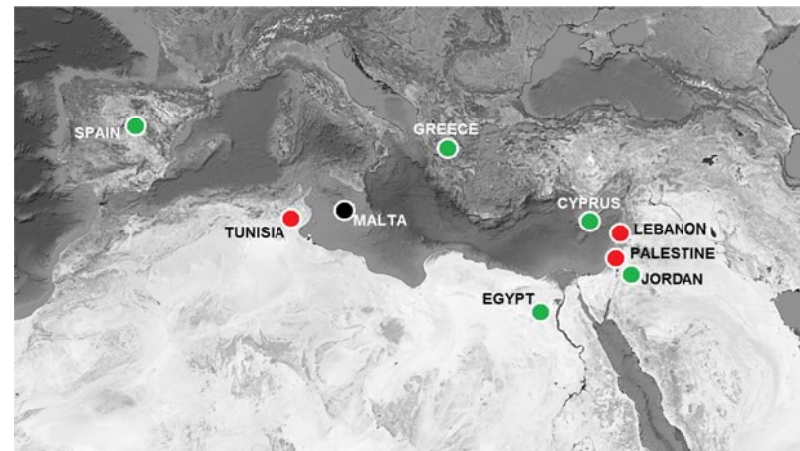 SPAIN
GREECE
CYPRUS
TUNISIA
MALTA
LEBANON
PALESTINE
JORDAN
EGYPT